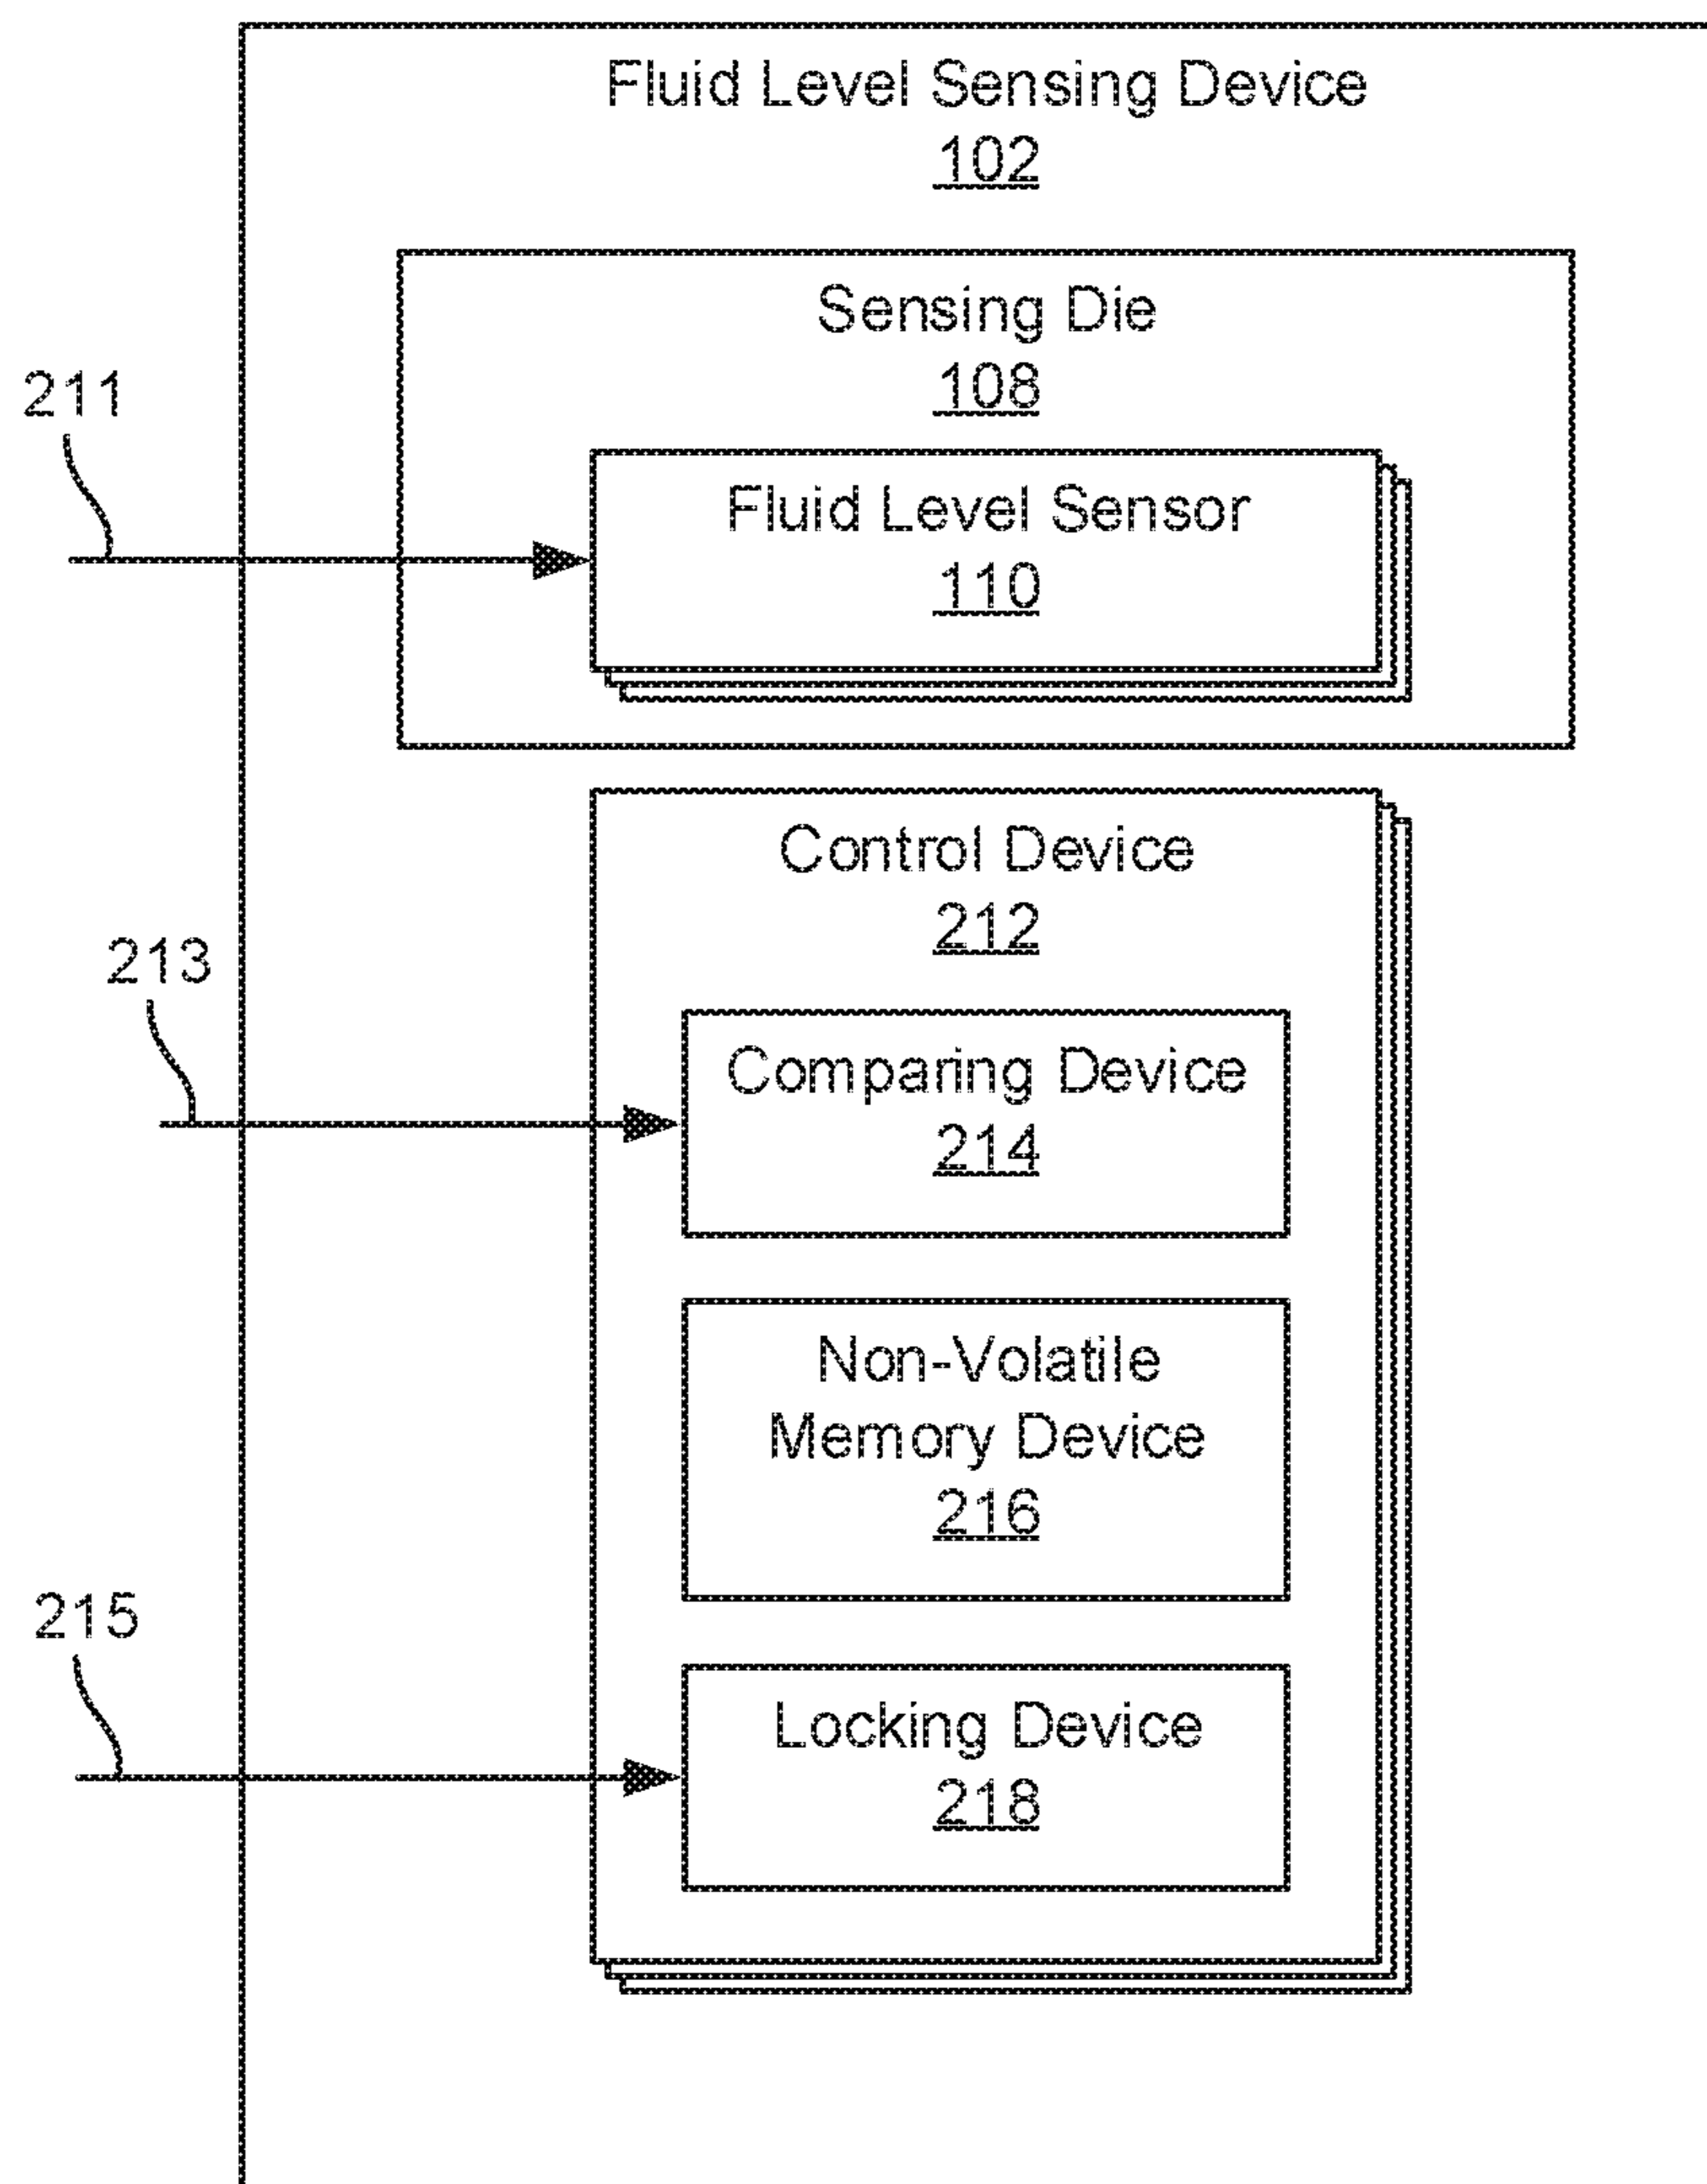 Fluid Level Sensing Device
102
Sensing Die
108
211
Fluid Level Sensor
110
Control Device
212
213
Comparing Device
214
Non-Volatile
Memory Device
216
215
Locking Device
218